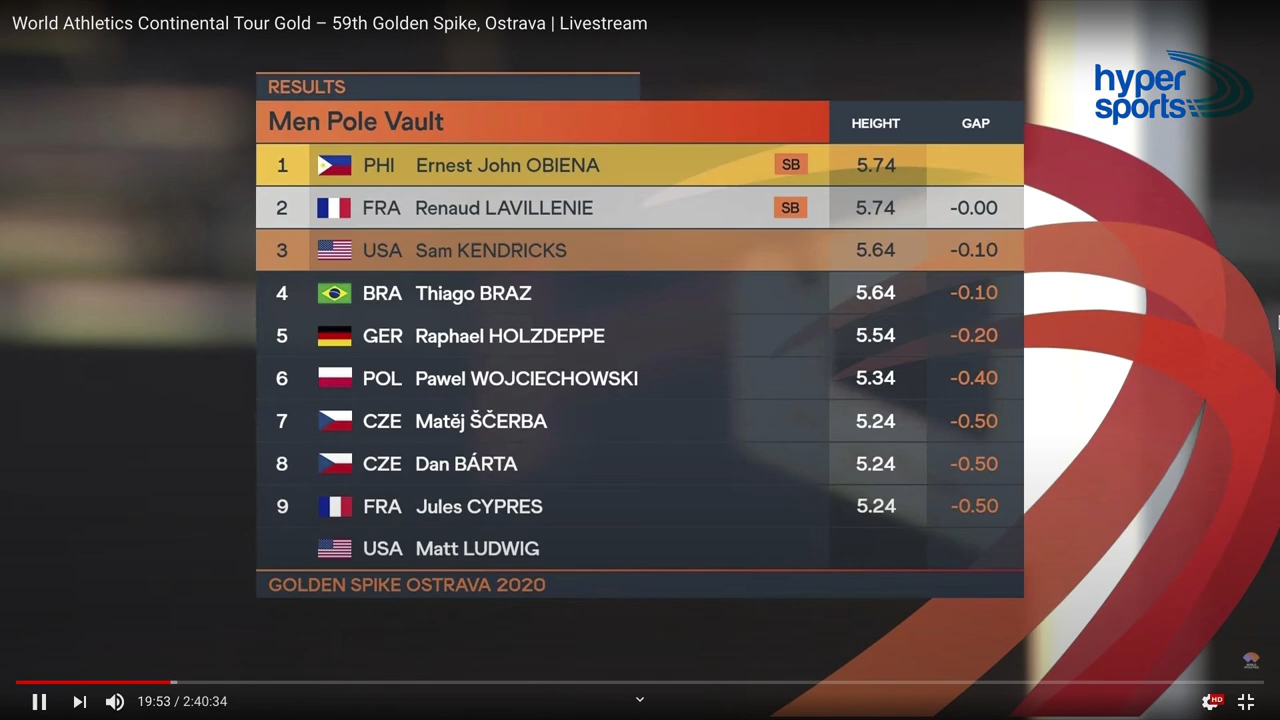 World Athletics Continental Tour Gold – 59th Golden Spike, Ostrava | Livestream
hyper
sports
RESULTS
Men Pole Vault HEIGHT GAP
1 PHI Ernest John OBIENA SB 5.74
2 FRA Renaud LAVILLENIE SB 5.74 -0.00
3 USA Sam KENDRICKS 5.64 -0.10
4 BRA Thiago BRAZ 5.64 -0.10
5 GER Raphael HOLZDEPPE 5.54 -0.20
6 POL Pawel WOJCIECHOWSKI 5.34 -0.40
7 CZE Matěj ŠČERBA 5.24 -0.50
8 CZE Dan BÁRTA 5.24 -0.50
9 FRA Jules CYPRES 5.24 -0.50
USA Matt LUDWIG
GOLDEN SPIKE OSTRAVA 2020
19:53 / 2:40:34 HD